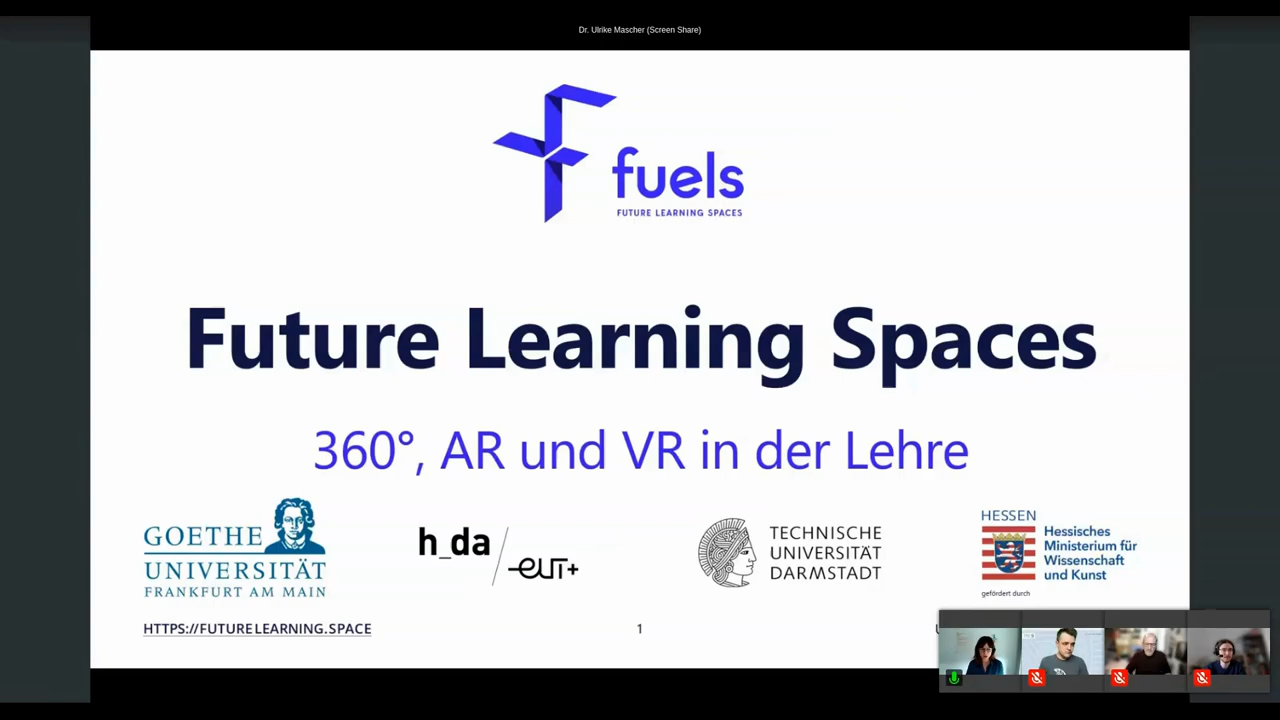 Dr. Ulrike Mascher (Screen Share)
fuels
FUTURE LEARNING SPACES
Future Learning Spaces
360°, AR und VR in der Lehre
GOETHE
UNIVERSITÄT
FRANKFURT AM MAIN
h_da
eut+
TECHNISCHE
UNIVERSITÄT
DARMSTADT
HESSEN
Hessisches
Ministerium für
Wissenschaft
und Kunst
gefördert durch
HTTPS://FUTURELEARNING.SPACE
1